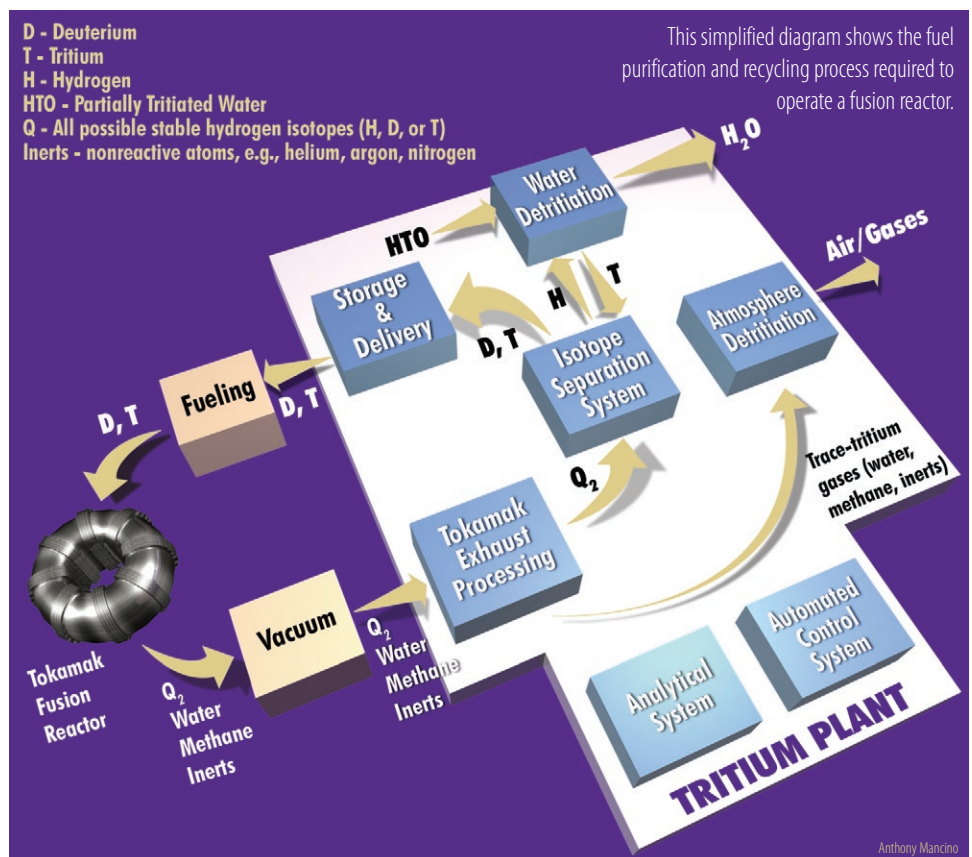 D - Deuterium
T - Tritium
H - Hydrogen
HTO - Partially Tritiated Water
Q - All possible stable hydrogen isotopes (H, D, or T)
Inerts - nonreactive atoms, e.g., helium, argon, nitrogen
This simplified diagram shows the fuel
purification and recycling process required to
operate a fusion reactor.
H₂O
Water
Detritiation
HTO
Air/Gases
H
T
Storage
&
Delivery
D, T
Isotope
Separation
System
Atmosphere
Detritiation
Fueling
D, T
D, T
Q₂
Trace-tritium
gases (water,
methane, inerts)
Tokamak
Exhaust
Processing
Tokamak
Fusion
Reactor
Vacuum
Q₂
Water
Methane
Inerts
Q₂
Water
Methane
Inerts
Analytical
System
Automated
Control
System
TRITIUM PLANT
Anthony Mancino